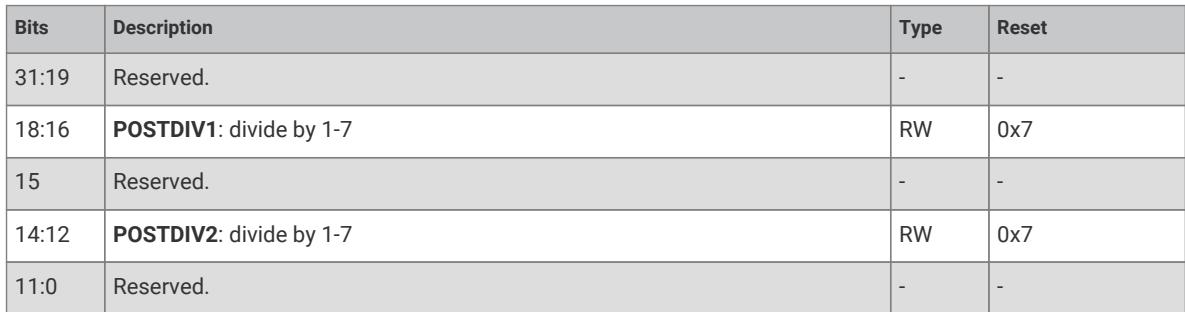 Bits Description Type Reset
31:19 Reserved. - -
18:16 POSTDIV1: divide by 1-7 RW 0x7
15 Reserved. - -
14:12 POSTDIV2: divide by 1-7 RW 0x7
11:0 Reserved. - -